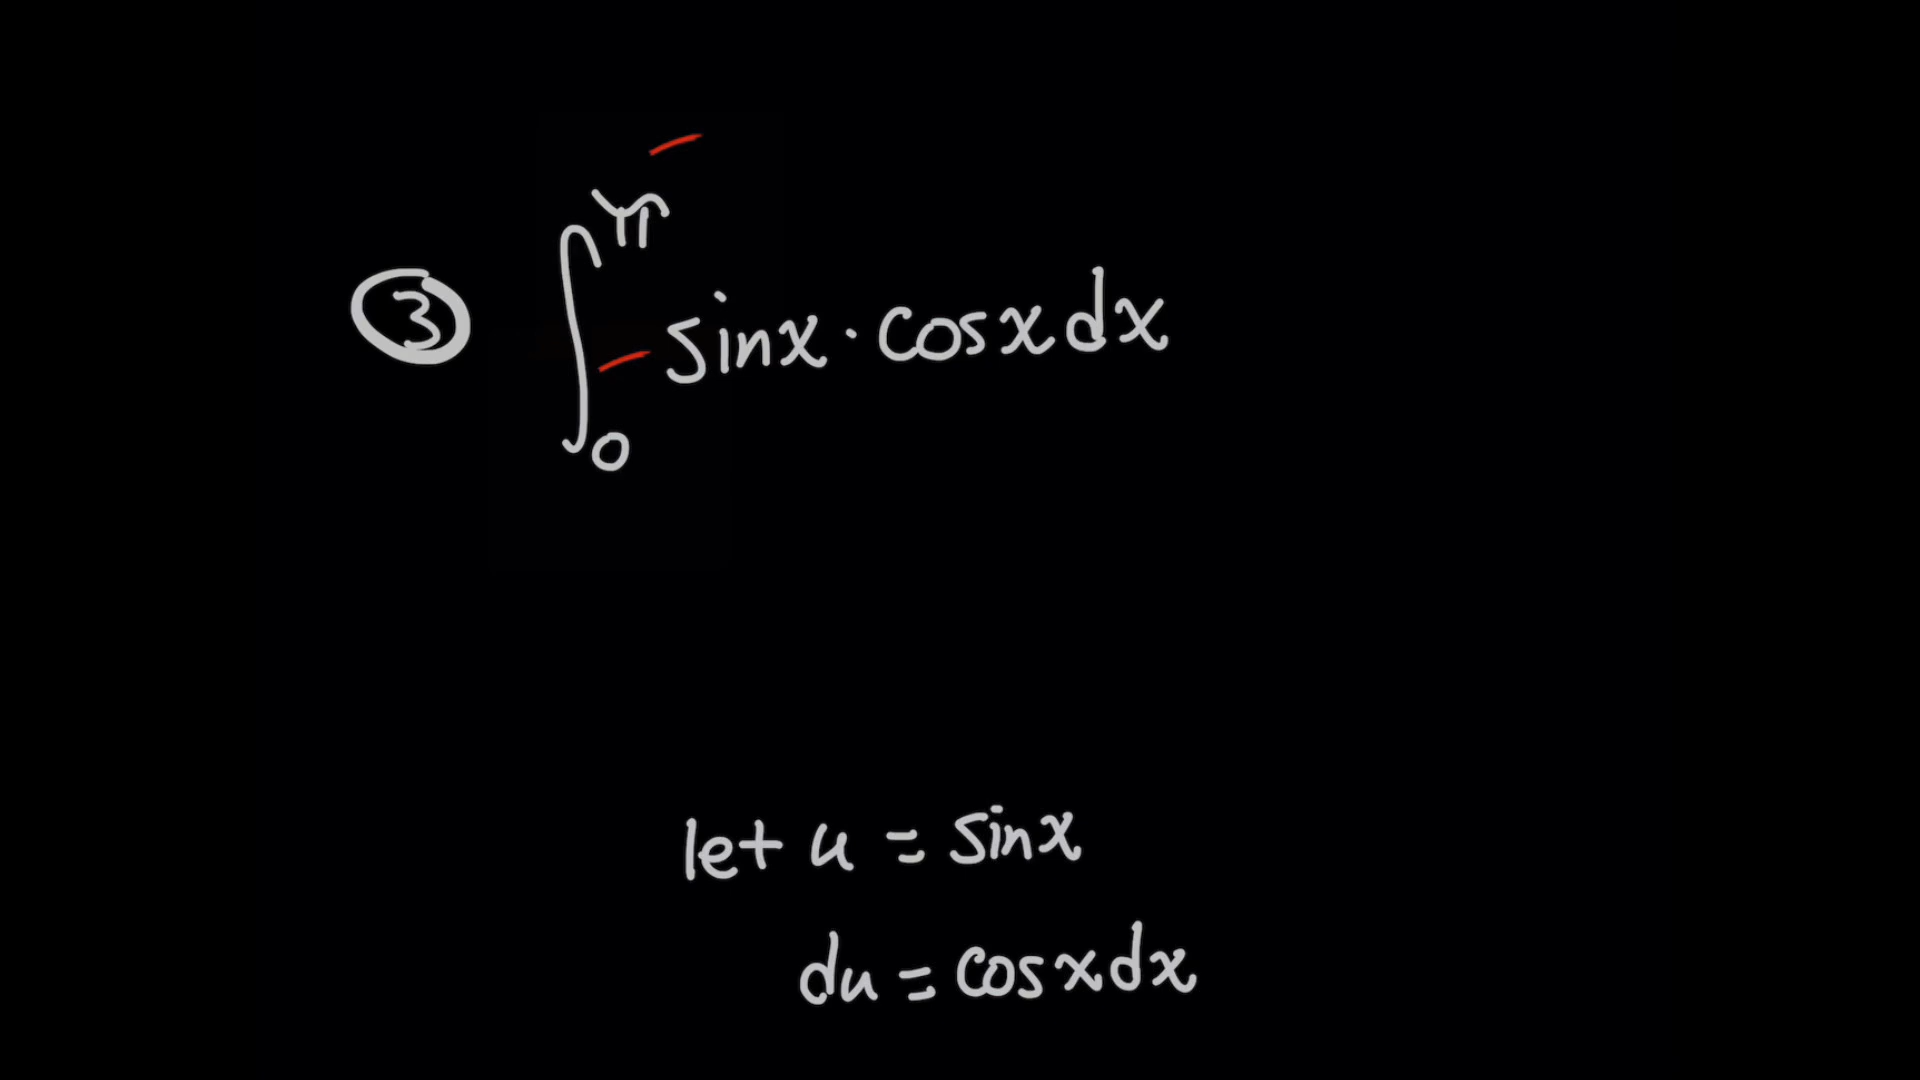 ③ ∫₀^π sinx · cosx dx
let u = sinx
du = cosx dx